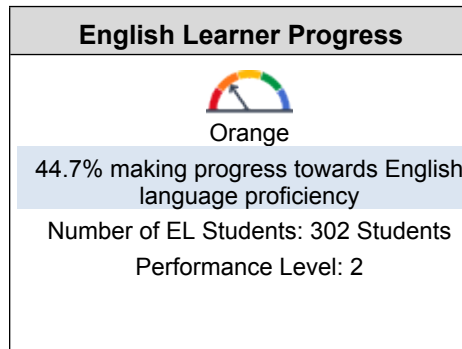 English Learner Progress
Orange
44.7% making progress towards English
language proficiency
Number of EL Students: 302 Students
Performance Level: 2